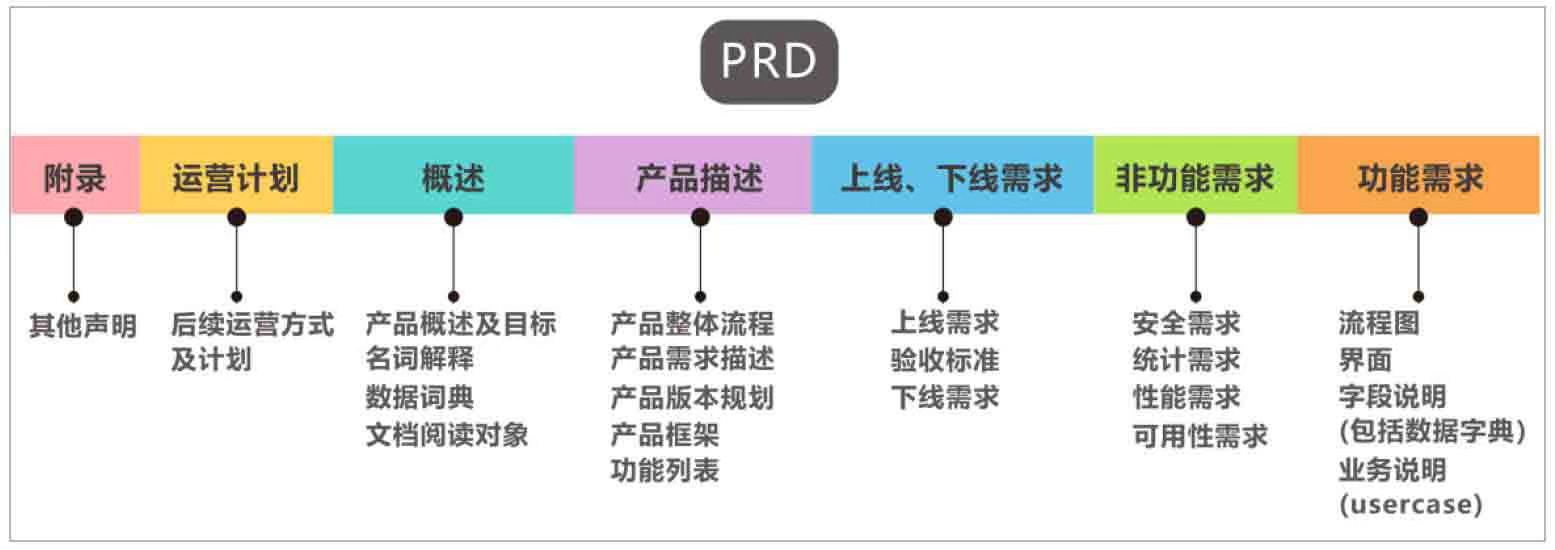 PRD
附录
运营计划
概述
产品描述
上线、下线需求
非功能需求
功能需求
其他声明
后续运营方式
及计划
产品概述及目标
名词解释
数据词典
文档阅读对象
产品整体流程
产品需求描述
产品版本规划
产品框架
功能列表
上线需求
验收标准
下线需求
安全需求
统计需求
性能需求
可用性需求
流程图
界面
字段说明
(包括数据字典)
业务说明
(usercase)